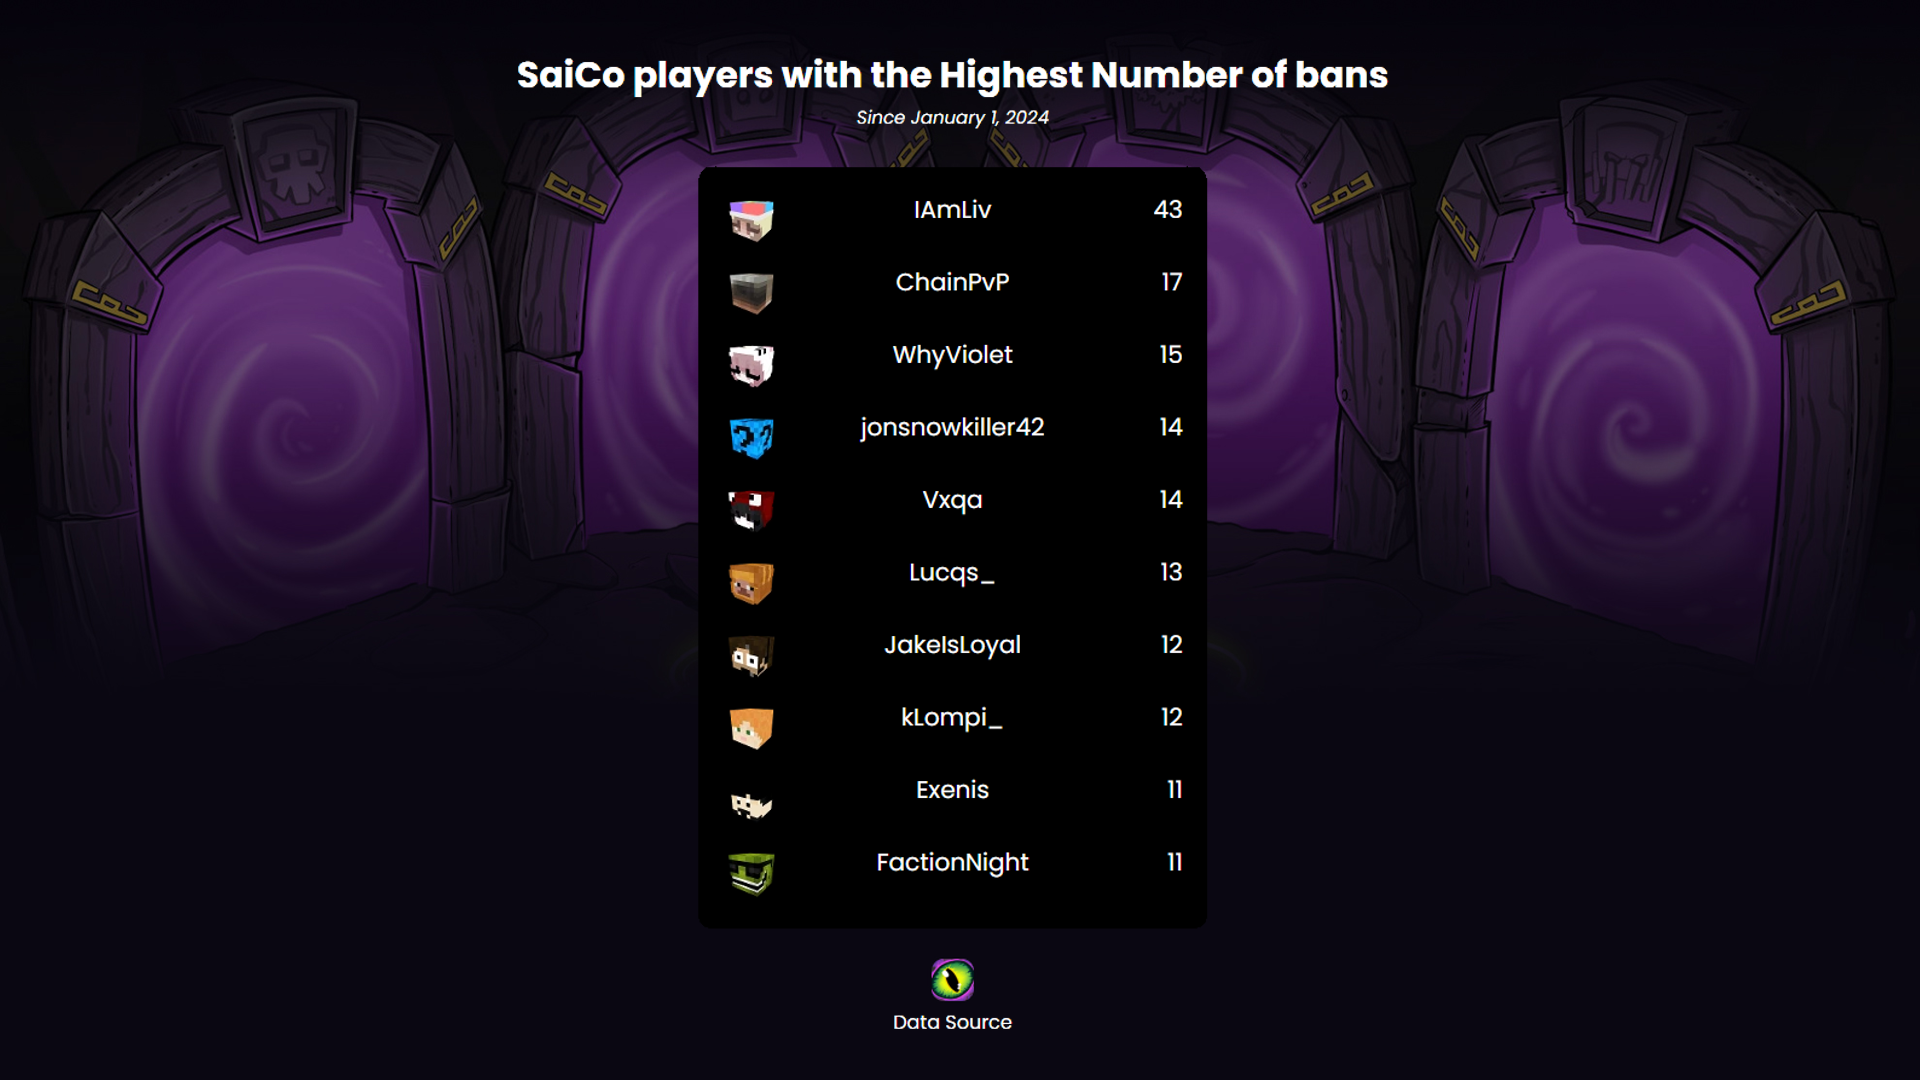 SaiCo players with the Highest Number of bans
Since January 1, 2024
IAmLiv 43
ChainPvP 17
WhyViolet 15
jonsnowkiller42 14
Vxqa 14
Lucqs_ 13
JakeIsLoyal 12
kLompi_ 12
Exenis 11
FactionNight 11
Data Source